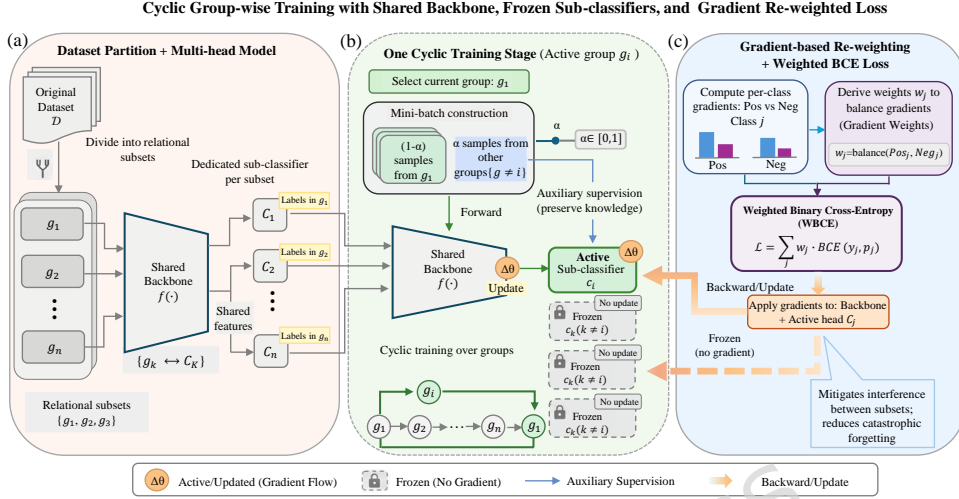 Cyclic Group-wise Training with Shared Backbone, Frozen Sub-classifiers, and Gradient Re-weighted Loss
(a)
Dataset Partition + Multi-head Model
Original
Dataset
𝒟
Divide into relational
subsets
Dedicated sub-classifier
per subset
g₁
g₂
gₙ
Shared
Backbone
f(·)
C₁
C₂
Cₙ
Labels in g₁
Labels in g₂
Labels in gₙ
Shared
features
{gₖ ↔ C_K}
Relational subsets
{g₁, g₂, g₃}
(b)
One Cyclic Training Stage (Active group gᵢ )
Select current group: g₁
Mini-batch construction
(1-α)
samples
from g₁
α samples from
other
groups{g ≠ i}
α
α∈ [0,1]
Auxiliary supervision
(preserve knowledge)
Forward
Shared
Backbone
f(·)
Δθ
Update
Active
Sub-classifier
cᵢ
Δθ
No update
Frozen
cₖ(k ≠ i)
No update
Frozen
cₖ(k ≠ i)
No update
Frozen
cₖ(k ≠ i)
Cyclic training over groups
gᵢ
g₁
g₂
···
gₙ
g₁
(c)
Gradient-based Re-weighting
+ Weighted BCE Loss
Compute per-class
gradients: Pos vs Neg
Class j
Pos
Neg
Derive weights wⱼ to
balance gradients
(Gradient Weights)
wⱼ=balance(Posⱼ, Negⱼ)
Weighted Binary Cross-Entropy
(WBCE)
ℒ = ∑ⱼ wⱼ · BCE (yⱼ, pⱼ)
Backward/Update
Apply gradients to: Backbone
+ Active head Cⱼ
Frozen
(no gradient)
Mitigates interference
between subsets;
reduces catastrophic
forgetting
Δθ
Active/Updated (Gradient Flow)
Frozen (No Gradient)
Auxiliary Supervision
Backward/Update